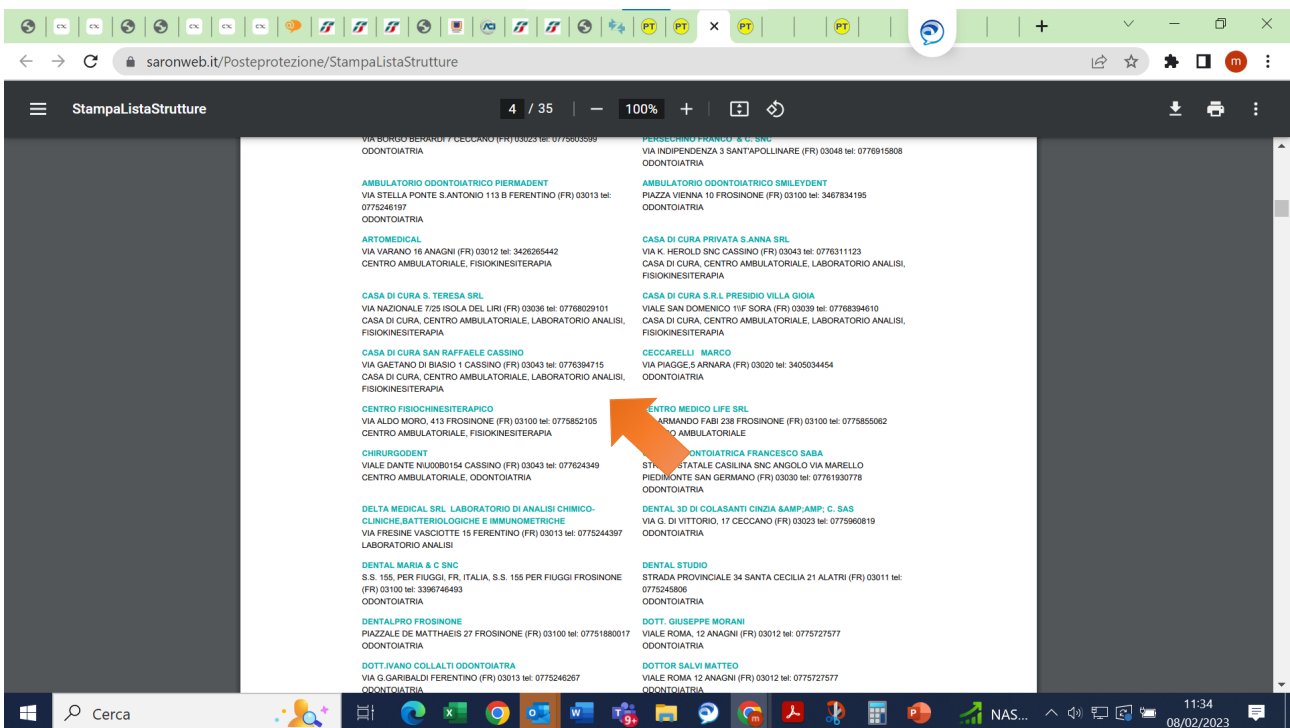 saronweb.it/Posteprotezione/StampaListaStrutture
StampaListaStrutture
4 / 35
100%
VIA BORGO BERARDI 7 CECCANO (FR) 03023 tel: 0775603599
ODONTOIATRIA
PERSECHINO FRANCO & C. SNC
VIA INDIPENDENZA 3 SANT'APOLLINARE (FR) 03048 tel: 0776915808
ODONTOIATRIA
AMBULATORIO ODONTOIATRICO PIERMADENT
VIA STELLA PONTE S.ANTONIO 113 B FERENTINO (FR) 03013 tel:
0775246197
ODONTOIATRIA
AMBULATORIO ODONTOIATRICO SMILEYDENT
PIAZZA VIENNA 10 FROSINONE (FR) 03100 tel: 3467834195
ODONTOIATRIA
ARTOMEDICAL
VIA VARANO 16 ANAGNI (FR) 03012 tel: 3426265442
CENTRO AMBULATORIALE, FISIOKINESITERAPIA
CASA DI CURA PRIVATA S.ANNA SRL
VIA K. HEROLD SNC CASSINO (FR) 03043 tel: 0776311123
CASA DI CURA, CENTRO AMBULATORIALE, LABORATORIO ANALISI,
FISIOKINESITERAPIA
CASA DI CURA S. TERESA SRL
VIA NAZIONALE 7/25 ISOLA DEL LIRI (FR) 03036 tel: 07768029101
CASA DI CURA, CENTRO AMBULATORIALE, LABORATORIO ANALISI,
FISIOKINESITERAPIA
CASA DI CURA S.R.L PRESIDIO VILLA GIOIA
VIALE SAN DOMENICO 1\\F SORA (FR) 03039 tel: 07768394610
CASA DI CURA, CENTRO AMBULATORIALE, LABORATORIO ANALISI,
FISIOKINESITERAPIA
CASA DI CURA SAN RAFFAELE CASSINO
VIA GAETANO DI BIASIO 1 CASSINO (FR) 03043 tel: 0776394715
CASA DI CURA, CENTRO AMBULATORIALE, LABORATORIO ANALISI,
FISIOKINESITERAPIA
CECCARELLI MARCO
VIA PIAGGE,5 ARNARA (FR) 03020 tel: 3405034454
ODONTOIATRIA
CENTRO FISIOCHINESITERAPICO
VIA ALDO MORO, 413 FROSINONE (FR) 03100 tel: 0775852105
CENTRO AMBULATORIALE, FISIOKINESITERAPIA
CENTRO MEDICO LIFE SRL
ARMANDO FABI 238 FROSINONE (FR) 03100 tel: 0775855062
AMBULATORIALE
CHIRURGODENT
VIALE DANTE N\U00B0154 CASSINO (FR) 03043 tel: 077624349
CENTRO AMBULATORIALE, ODONTOIATRIA
ODONTOIATRICA FRANCESCO SABA
STATALE CASILINA SNC ANGOLO VIA MARELLO
PIEDIMONTE SAN GERMANO (FR) 03030 tel: 07761930778
ODONTOIATRIA
DELTA MEDICAL SRL LABORATORIO DI ANALISI CHIMICO-
CLINICHE,BATTERIOLOGICHE E IMMUNOMETRICHE
VIA FRESINE VASCIOTTE 15 FERENTINO (FR) 03013 tel: 0775244397
LABORATORIO ANALISI
DENTAL 3D DI COLASANTI CINZIA &AMP;AMP; C. SAS
VIA G. DI VITTORIO, 17 CECCANO (FR) 03023 tel: 0775960819
ODONTOIATRIA
DENTAL MARIA & C SNC
S.S. 155, PER FIUGGI, FR, ITALIA, S.S. 155 PER FIUGGI FROSINONE
(FR) 03100 tel: 3396746493
ODONTOIATRIA
DENTAL STUDIO
STRADA PROVINCIALE 34 SANTA CECILIA 21 ALATRI (FR) 03011 tel:
0775245806
ODONTOIATRIA
DENTALPRO FROSINONE
PIAZZALE DE MATTHAEIS 27 FROSINONE (FR) 03100 tel: 07751880017
ODONTOIATRIA
DOTT. GIUSEPPE MORANI
VIALE ROMA, 12 ANAGNI (FR) 03012 tel: 0775727577
ODONTOIATRIA
DOTT.IVANO COLLALTI ODONTOIATRA
VIA G.GARIBALDI FERENTINO (FR) 03013 tel: 0775246267
ODONTOIATRIA
DOTTOR SALVI MATTEO
VIALE ROMA 12 ANAGNI (FR) 03012 tel: 0775727577
ODONTOIATRIA
Cerca
NAS...
11:34
08/02/2023